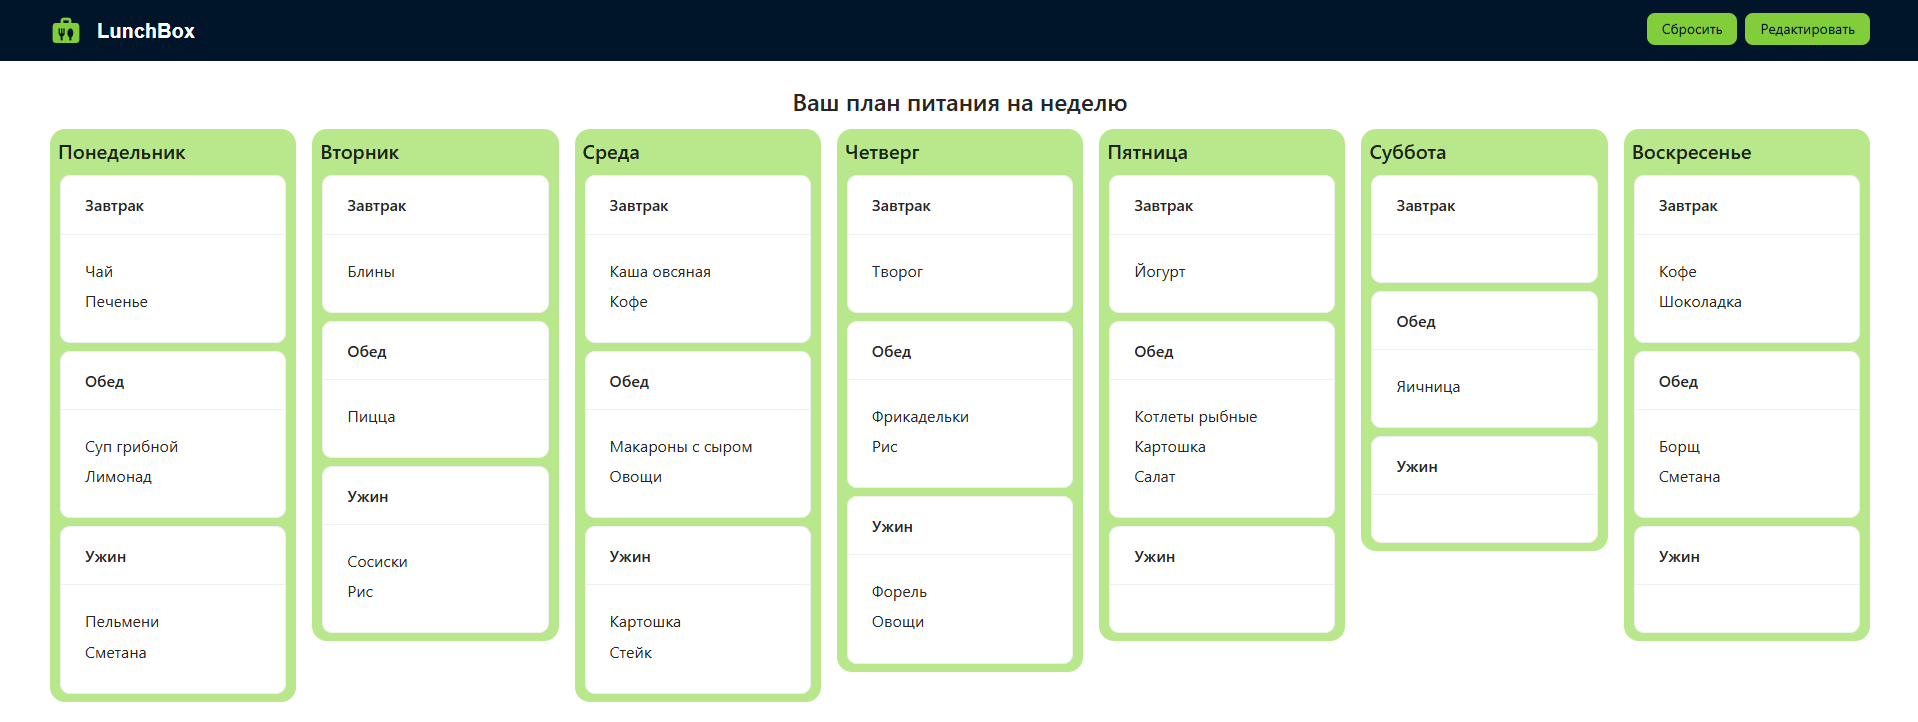 LunchBox
Сбросить
Редактировать
Ваш план питания на неделю
Понедельник
Завтрак
Чай
Печенье
Обед
Суп грибной
Лимонад
Ужин
Пельмени
Сметана
Вторник
Завтрак
Блины
Обед
Пицца
Ужин
Сосиски
Рис
Среда
Завтрак
Каша овсяная
Кофе
Обед
Макароны с сыром
Овощи
Ужин
Картошка
Стейк
Четверг
Завтрак
Творог
Обед
Фрикадельки
Рис
Ужин
Форель
Овощи
Пятница
Завтрак
Йогурт
Обед
Котлеты рыбные
Картошка
Салат
Ужин
Суббота
Завтрак
Обед
Яичница
Ужин
Воскресенье
Завтрак
Кофе
Шоколадка
Обед
Борщ
Сметана
Ужин